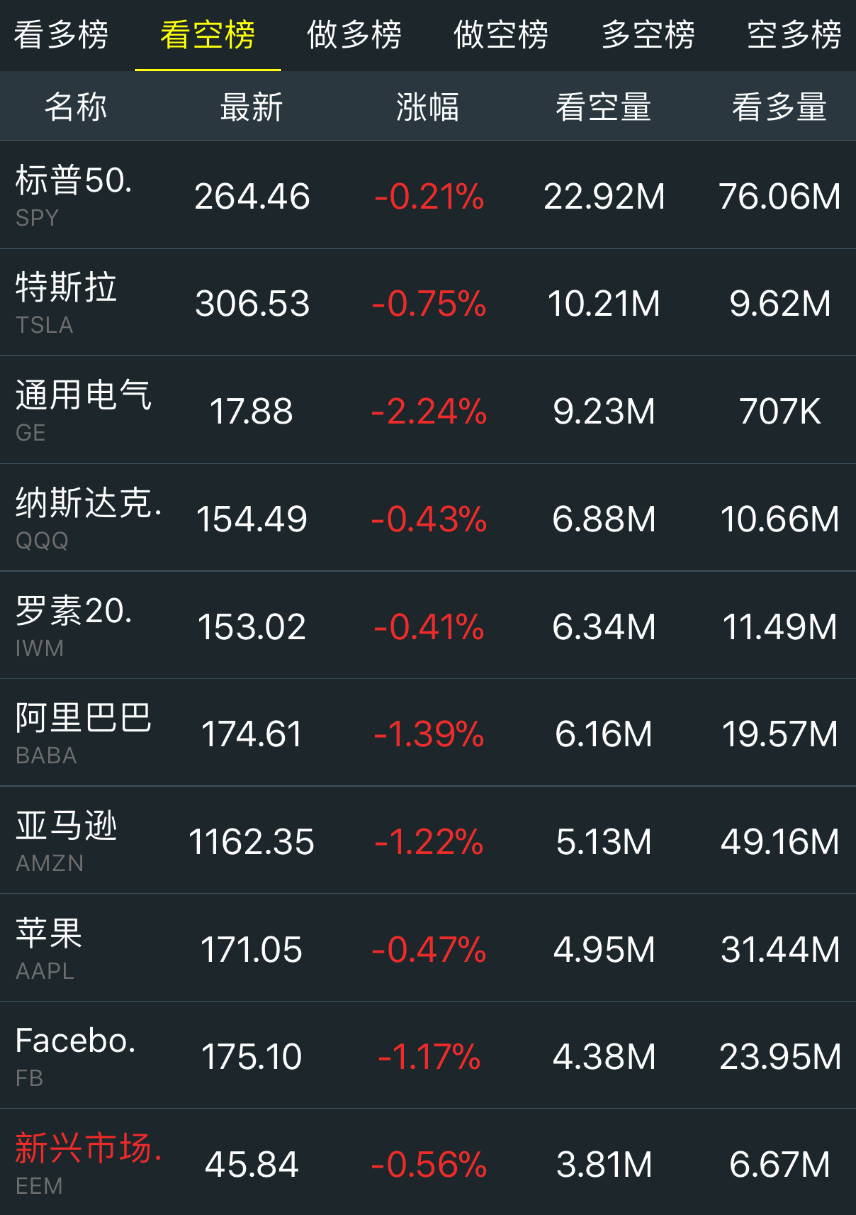 看多榜 看空榜 做多榜 做空榜 多空榜 空多榜
名称 最新 涨幅 看空量 看多量
标普50. 264.46 -0.21% 22.92M 76.06M
SPY
特斯拉 306.53 -0.75% 10.21M 9.62M
TSLA
通用电气 17.88 -2.24% 9.23M 707K
GE
纳斯达克. 154.49 -0.43% 6.88M 10.66M
QQQ
罗素20. 153.02 -0.41% 6.34M 11.49M
IWM
阿里巴巴 174.61 -1.39% 6.16M 19.57M
BABA
亚马逊 1162.35 -1.22% 5.13M 49.16M
AMZN
苹果 171.05 -0.47% 4.95M 31.44M
AAPL
Facebo. 175.10 -1.17% 4.38M 23.95M
FB
新兴市场. 45.84 -0.56% 3.81M 6.67M
EEM